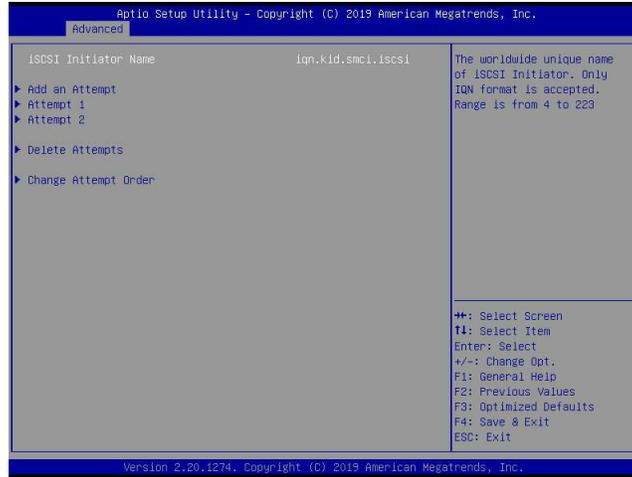 Aptio Setup Utility – Copyright (C) 2019 American Megatrends, Inc.
Advanced
iSCSI Initiator Name iqn.kid.smci.iscsi
▶ Add an Attempt
▶ Attempt 1
▶ Attempt 2
▶ Delete Attempts
▶ Change Attempt Order
The worldwide unique name
of iSCSI Initiator. Only
IQN format is accepted.
Range is from 4 to 223
→←: Select Screen
↑↓: Select Item
Enter: Select
+/-: Change Opt.
F1: General Help
F2: Previous Values
F3: Optimized Defaults
F4: Save & Exit
ESC: Exit
Version 2.20.1274. Copyright (C) 2019 American Megatrends, Inc.